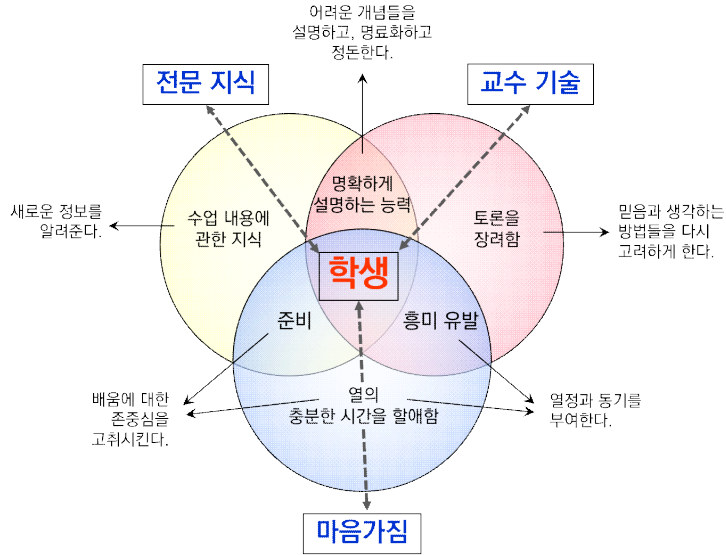 어려운 개념들을
설명하고, 명료화하고
정돈한다.
전문 지식
교수 기술
명확하게
설명하는 능력
새로운 정보를
알려준다.
수업 내용에
관한 지식
토론을
장려함
믿음과 생각하는
방법들을 다시
고려하게 한다.
학생
준비
흥미 유발
배움에 대한
존중심을
고취시킨다.
열의
충분한 시간을 할애함
열정과 동기를
부여한다.
마음가짐